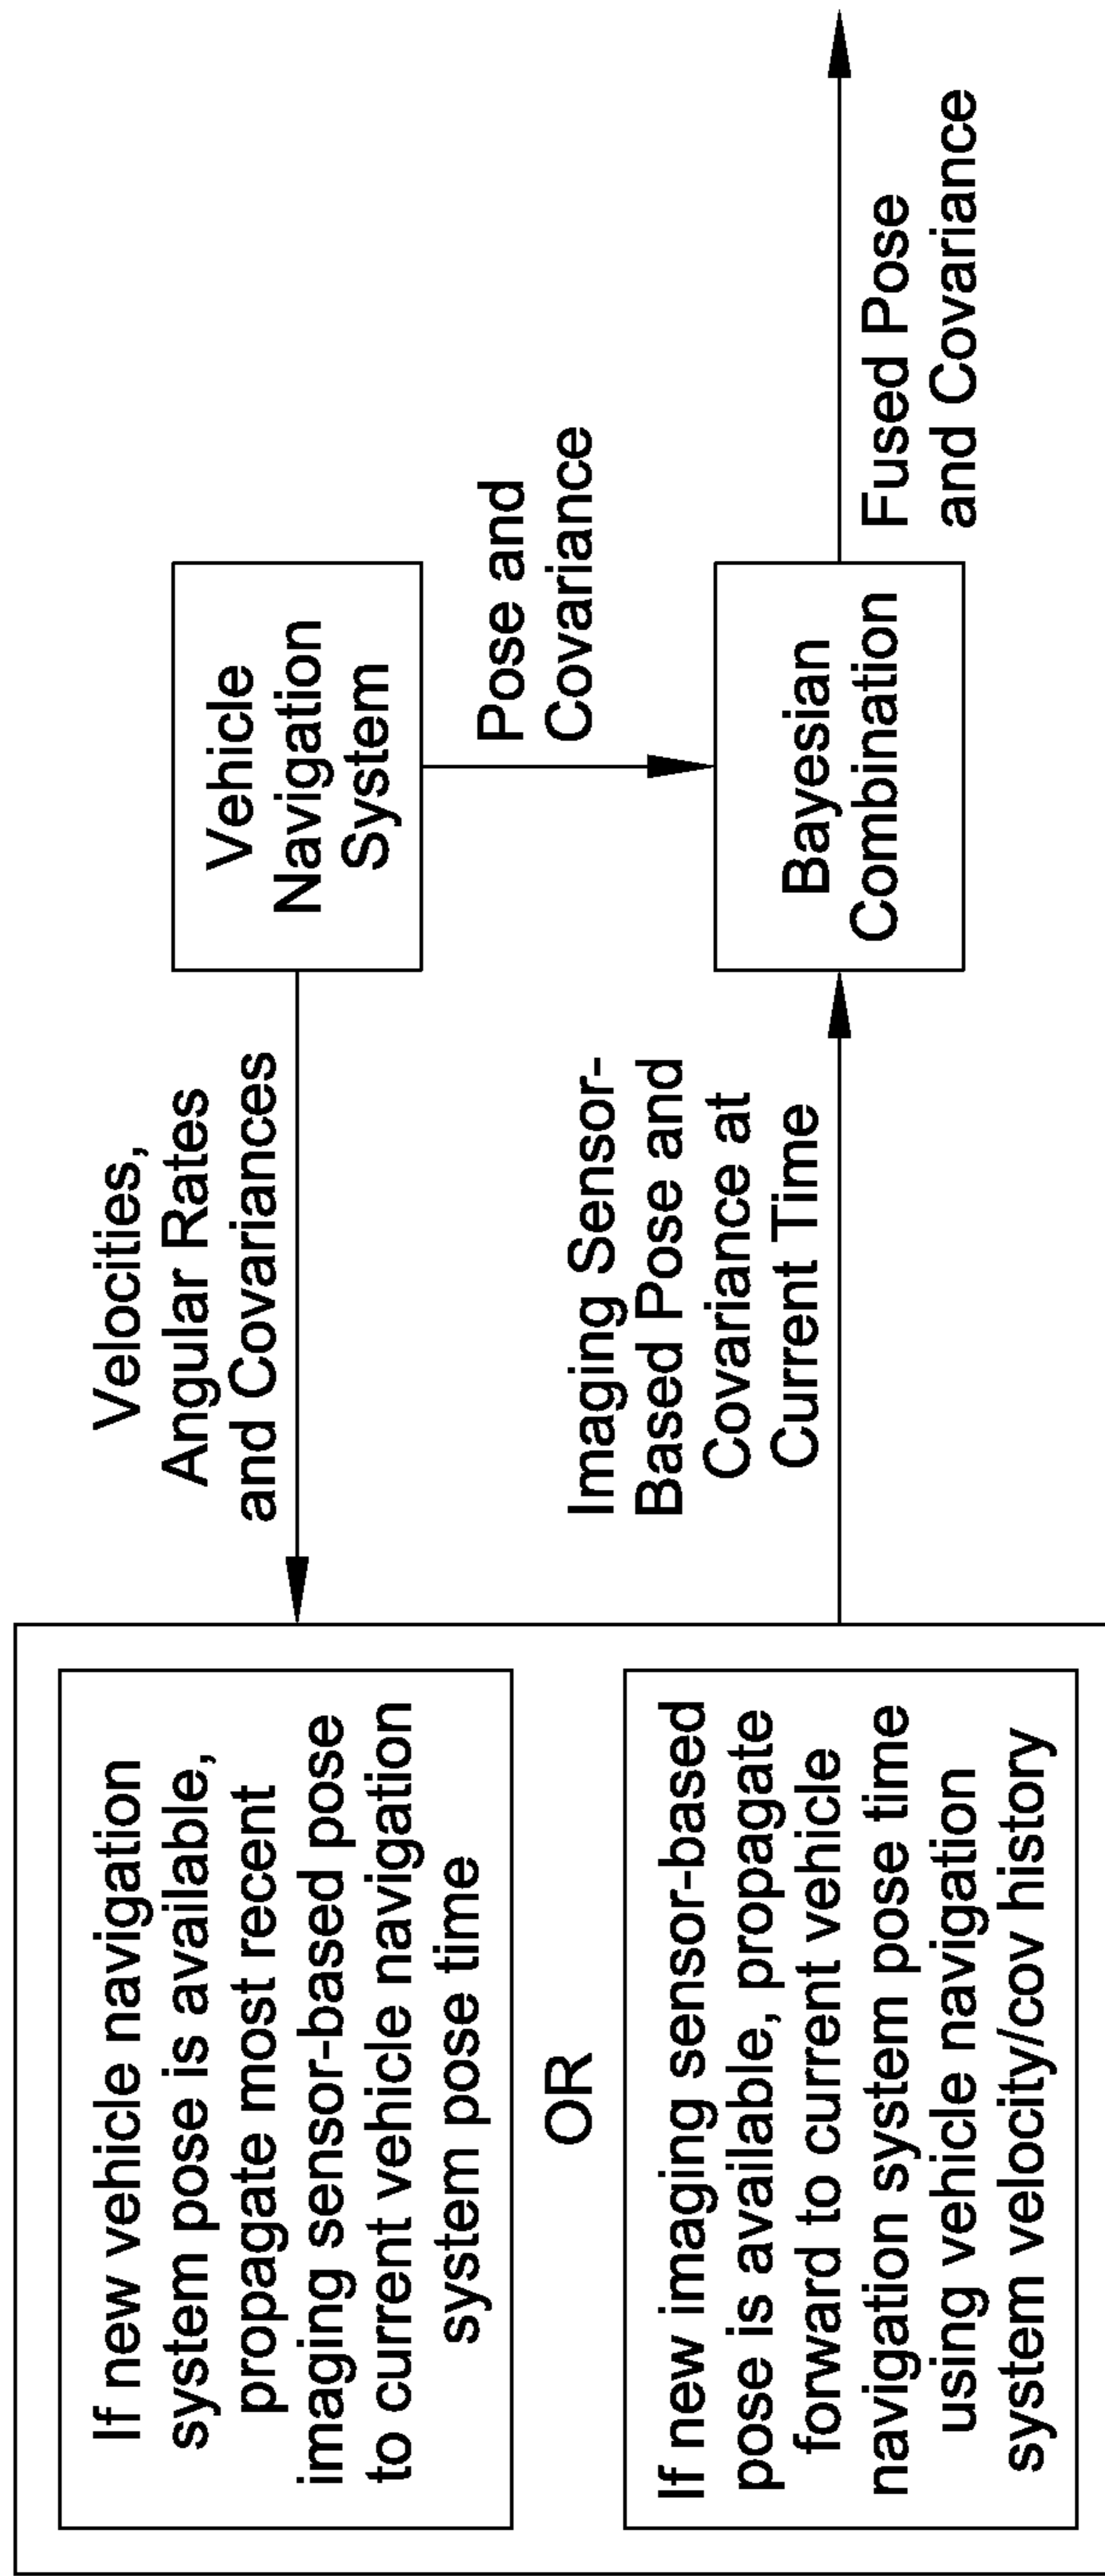 If new vehicle navigation
system pose is available,
propagate most recent
imaging sensor-based pose
to current vehicle navigation
system pose time
OR
If new imaging sensor-based
pose is available, propagate
forward to current vehicle
navigation system pose time
using vehicle navigation
system velocity/cov history
Velocities,
Angular Rates
and Covariances
Imaging Sensor-
Based Pose and
Covariance at
Current Time
Vehicle
Navigation
System
Pose and
Covariance
Bayesian
Combination
Fused Pose
and Covariance